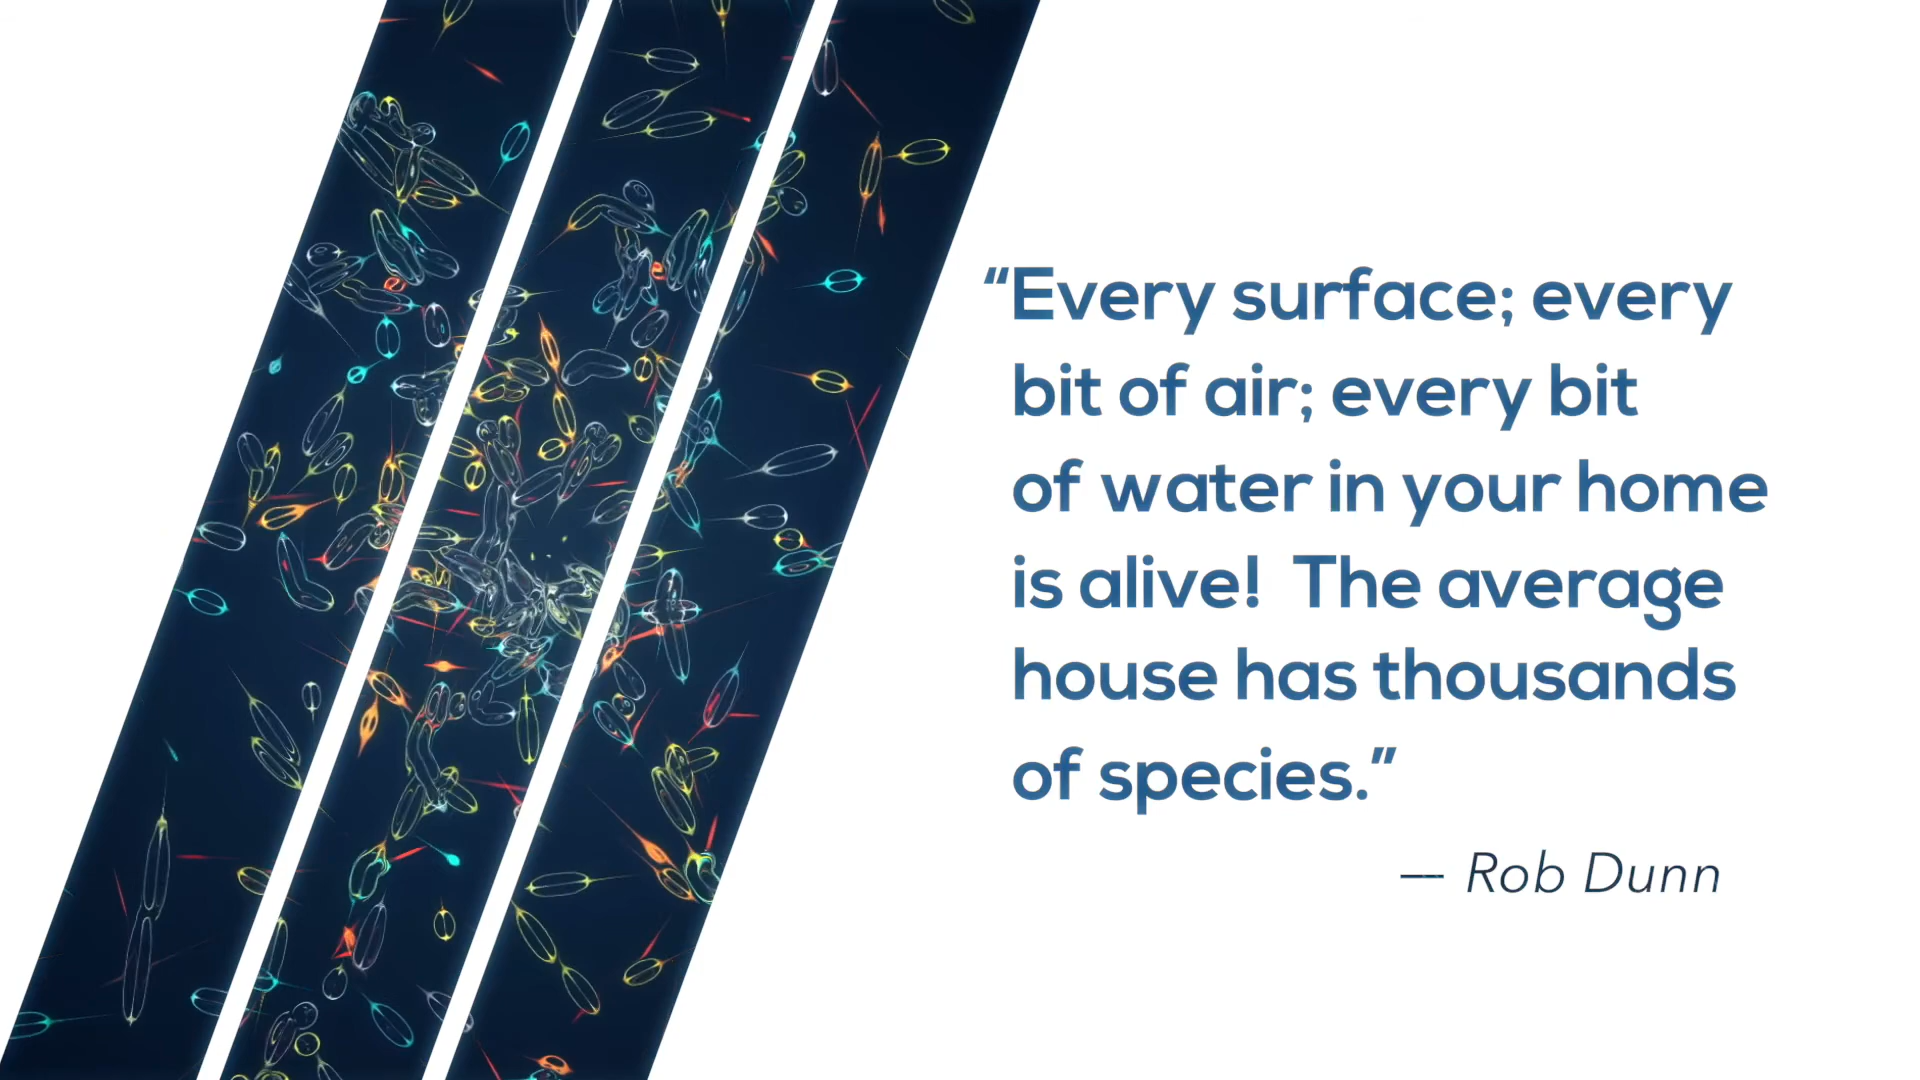 “Every surface; every
bit of air; every bit
of water in your home
is alive!  The average
house has thousands
of species.”
— Rob Dunn